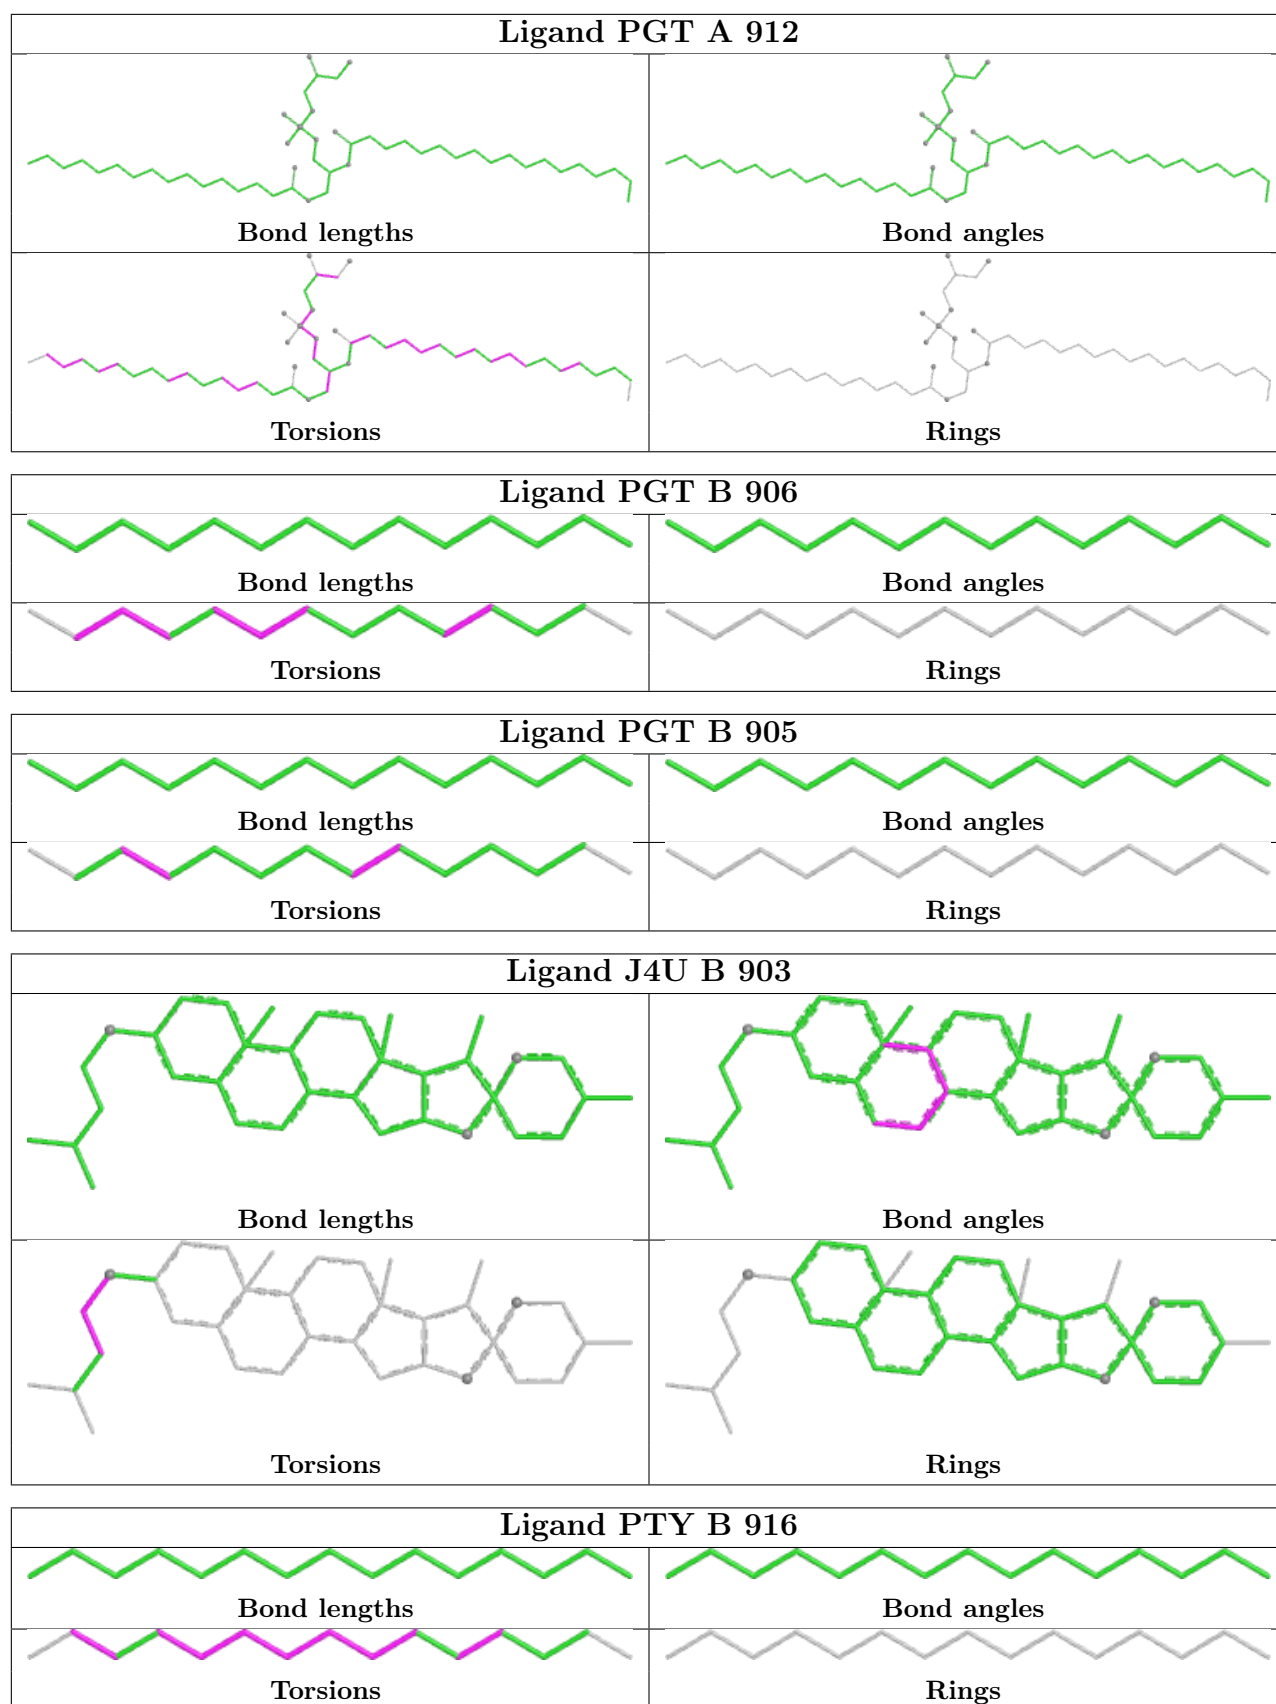 Ligand PGT A 912
Bond lengths
Bond angles
Torsions
Rings
Ligand PGT B 906
Bond lengths
Bond angles
Torsions
Rings
Ligand PGT B 905
Bond lengths
Bond angles
Torsions
Rings
Ligand J4U B 903
Bond lengths
Bond angles
Torsions
Rings
Ligand PTY B 916
Bond lengths
Bond angles
Torsions
Rings